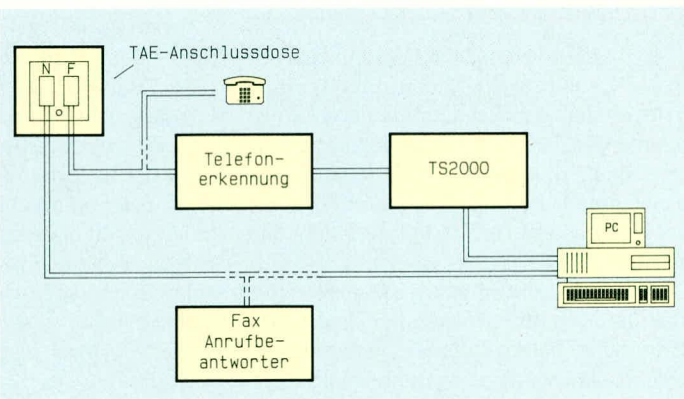 TAE-Anschlussdose
N F
Telefon-
erkennung
TS2000
PC
Fax
Anrufbe-
antworter